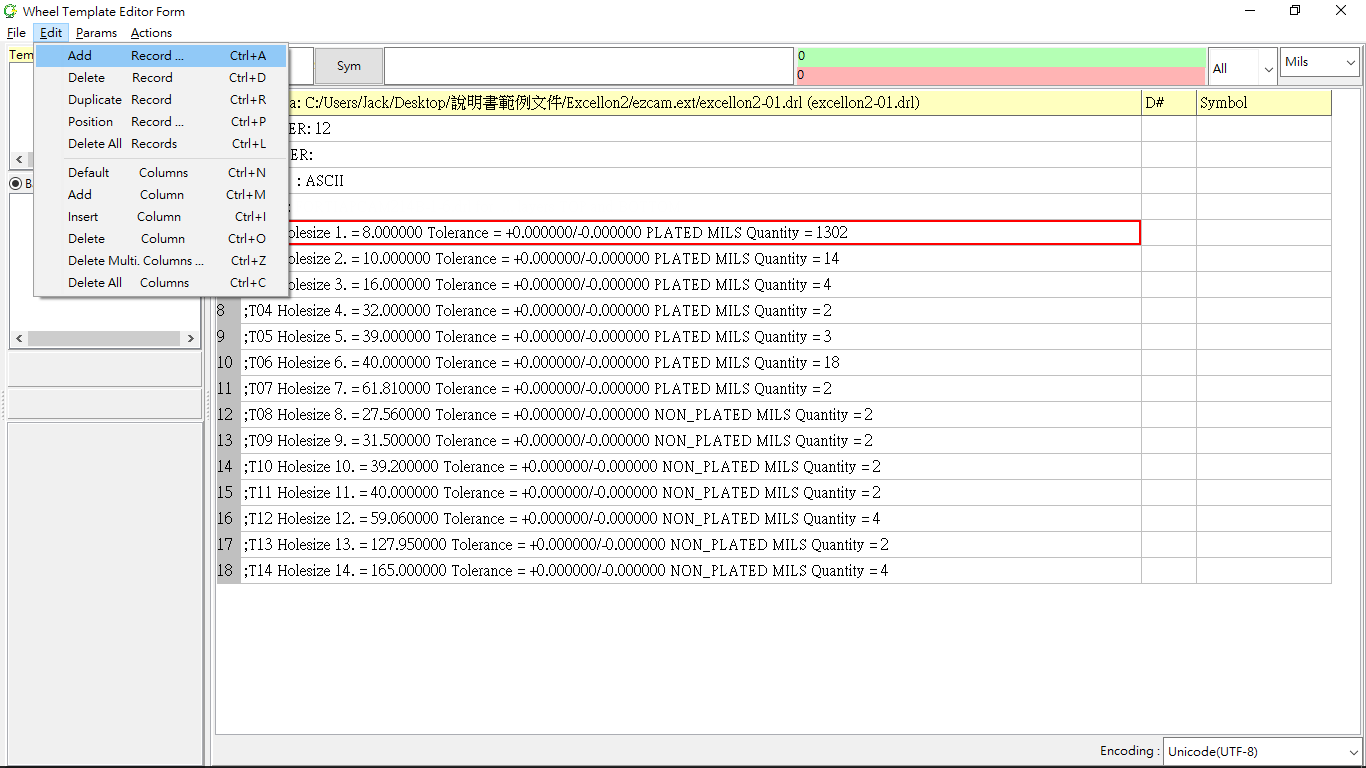 Wheel Template Editor Form
File Edit Params Actions
Tem
Add Record ... Ctrl+A
Delete Record Ctrl+D
Duplicate Record Ctrl+R
Position Record ... Ctrl+P
Delete All Records Ctrl+L
Default Columns Ctrl+N
Add Column Ctrl+M
Insert Column Ctrl+I
Delete Column Ctrl+O
Delete Multi. Columns ... Ctrl+Z
Delete All Columns Ctrl+C
Sym
0
0
All
Mils
a: C:/Users/Jack/Desktop/說明書範例文件/Excellon2/ezcam.ext/excellon2-01.drl (excellon2-01.drl) D# Symbol
ER: 12
ER:
: ASCII
:
olesize 1. = 8.000000 Tolerance = +0.000000/-0.000000 PLATED MILS Quantity = 1302
olesize 2. = 10.000000 Tolerance = +0.000000/-0.000000 PLATED MILS Quantity = 14
olesize 3. = 16.000000 Tolerance = +0.000000/-0.000000 PLATED MILS Quantity = 4
8 ;T04 Holesize 4. = 32.000000 Tolerance = +0.000000/-0.000000 PLATED MILS Quantity = 2
9 ;T05 Holesize 5. = 39.000000 Tolerance = +0.000000/-0.000000 PLATED MILS Quantity = 3
10 ;T06 Holesize 6. = 40.000000 Tolerance = +0.000000/-0.000000 PLATED MILS Quantity = 18
11 ;T07 Holesize 7. = 61.810000 Tolerance = +0.000000/-0.000000 PLATED MILS Quantity = 2
12 ;T08 Holesize 8. = 27.560000 Tolerance = +0.000000/-0.000000 NON_PLATED MILS Quantity = 2
13 ;T09 Holesize 9. = 31.500000 Tolerance = +0.000000/-0.000000 NON_PLATED MILS Quantity = 2
14 ;T10 Holesize 10. = 39.200000 Tolerance = +0.000000/-0.000000 NON_PLATED MILS Quantity = 2
15 ;T11 Holesize 11. = 40.000000 Tolerance = +0.000000/-0.000000 NON_PLATED MILS Quantity = 2
16 ;T12 Holesize 12. = 59.060000 Tolerance = +0.000000/-0.000000 NON_PLATED MILS Quantity = 4
17 ;T13 Holesize 13. = 127.950000 Tolerance = +0.000000/-0.000000 NON_PLATED MILS Quantity = 2
18 ;T14 Holesize 14. = 165.000000 Tolerance = +0.000000/-0.000000 NON_PLATED MILS Quantity = 4
Encoding : Unicode(UTF-8)